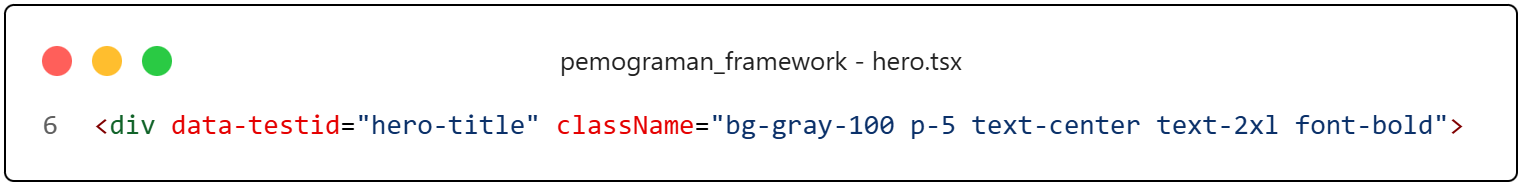 pemograman_framework - hero.tsx
6 <div data-testid="hero-title" className="bg-gray-100 p-5 text-center text-2xl font-bold">